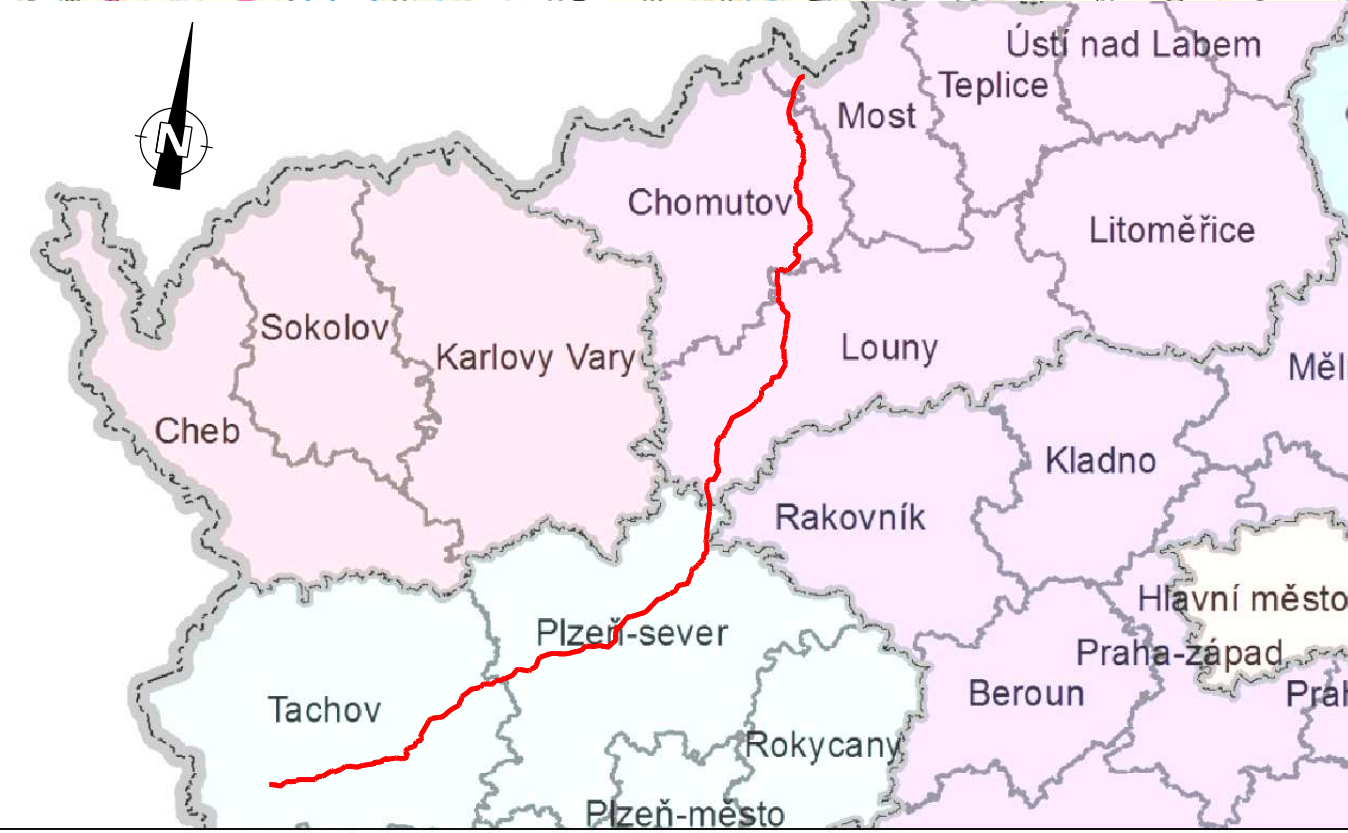 Ústí nad Labem
Teplice
Most
N
Chomutov
Litoměřice
Sokolov
Louny
Karlovy Vary
Cheb
Kladno
Rakovník
Hlavní město
Plzeň-sever
Praha-západ
Beroun
Tachov
Rokycany
Plzeň-město